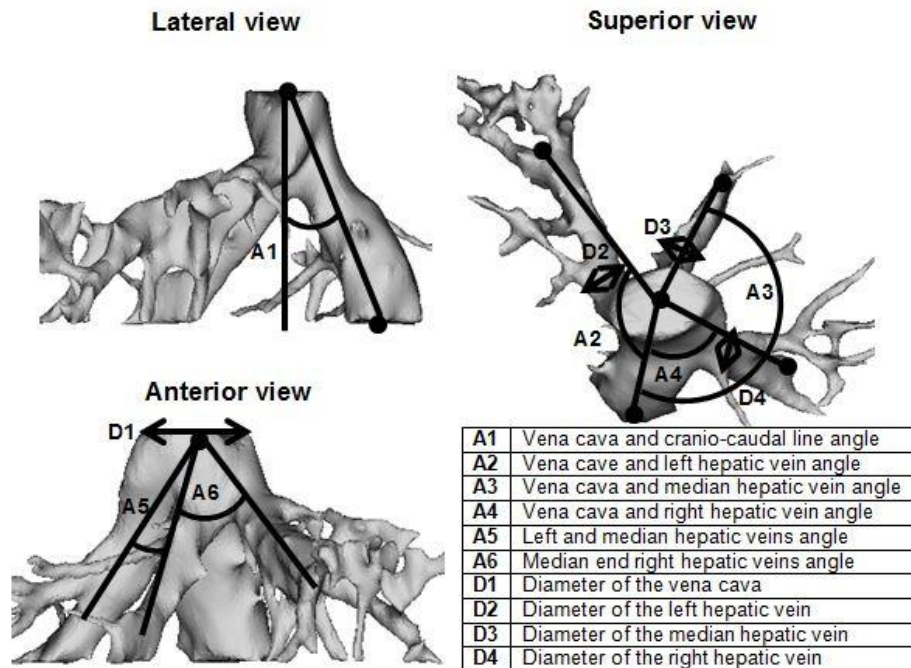 Lateral view
Superior view
A1
D3
D2
A3
A2
A4
D4
Anterior view
D1
A5
A6
A1 Vena cava and cranio-caudal line angle
A2 Vena cave and left hepatic vein angle
A3 Vena cava and median hepatic vein angle
A4 Vena cava and right hepatic vein angle
A5 Left and median hepatic veins angle
A6 Median end right hepatic veins angle
D1 Diameter of the vena cava
D2 Diameter of the left hepatic vein
D3 Diameter of the median hepatic vein
D4 Diameter of the right hepatic vein